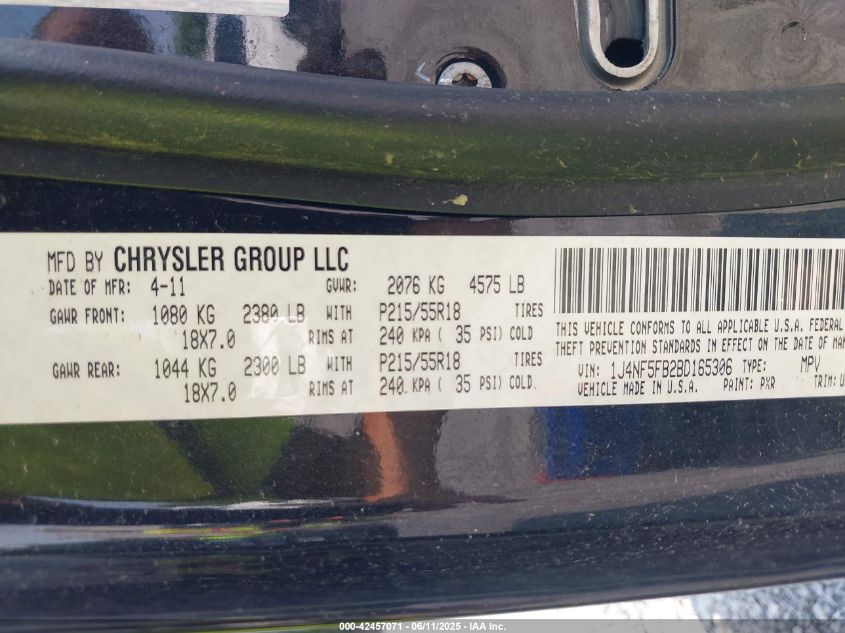 MFD BY CHRYSLER GROUP LLC
DATE OF MFR: 4-11 GVWR: 2076 KG 4575 LB
GAWR FRONT: 1080 KG 2380 LB WITH P215/55R18 TIRES
18X7.0 RIMS AT 240 KPA ( 35 PSI) COLD
GAWR REAR: 1044 KG 2300 LB WITH P215/55R18 TIRES
18X7.0 RIMS AT 240 KPA ( 35 PSI) COLD
THIS VEHICLE CONFORMS TO ALL APPLICABLE U.S.A. FEDERAL
THEFT PREVENTION STANDARDS IN EFFECT ON THE DATE OF MAN
VIN: 1J4NF5FB2BD165306 TYPE: MPV
VEHICLE MADE IN U.S.A. PAINT: PXR TRIM: U
000-42457071 - 06/11/2025 - IAA Inc.